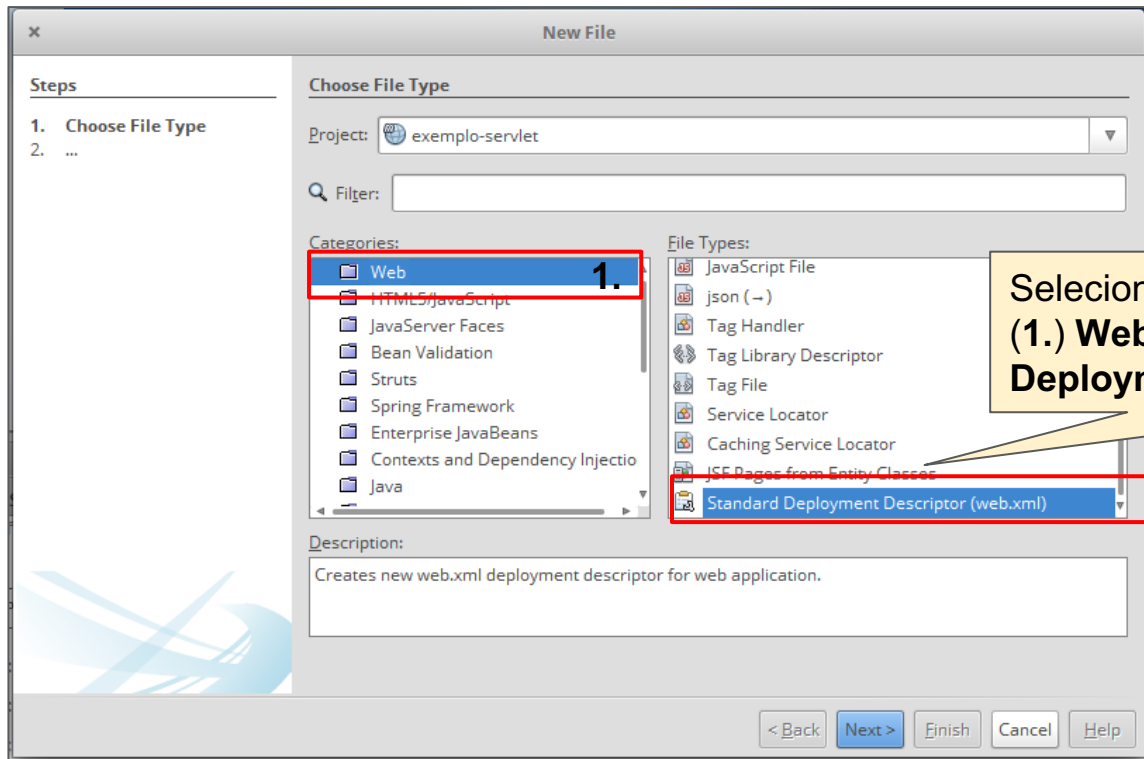 New File
Steps
1. Choose File Type
2. ...
Choose File Type
Project: exemplo-servlet
Filter:
Categories:
Web 1.
HTML5/JavaScript
JavaServer Faces
Bean Validation
Struts
Spring Framework
Enterprise JavaBeans
Contexts and Dependency Injectio
Java
File Types:
JavaScript File
json (→)
Tag Handler
Tag Library Descriptor
Tag File
Service Locator
Caching Service Locator
JSF Pages from Entity Classes
Standard Deployment Descriptor (web.xml)
Selecion
(1.) Web
Deployn
Description:
Creates new web.xml deployment descriptor for web application.
< Back Next > Finish Cancel Help